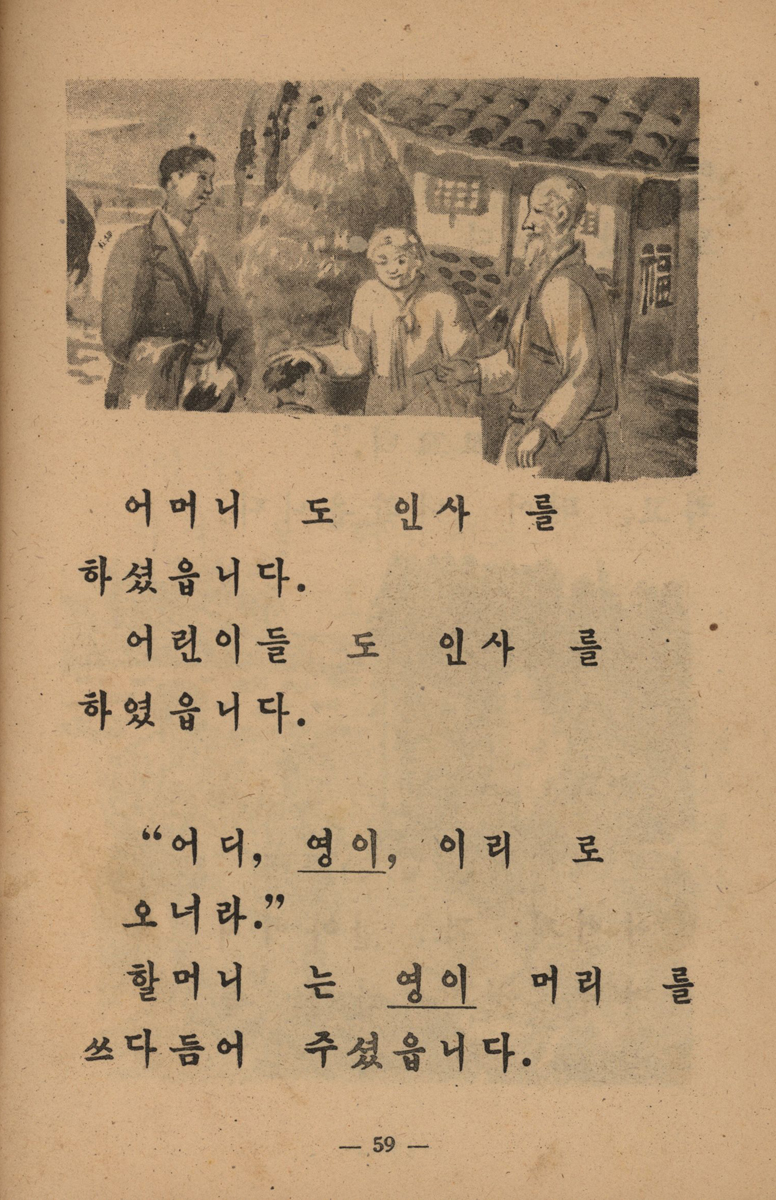 福
어머니 도 인사 를
하셨읍니다.
어린이들 도 인사 를
하였읍니다.
“어디, 영이, 이리 로
오너라.”
할머니 는 영이 머리 를
쓰다듬어 주셨읍니다.
— 59 —